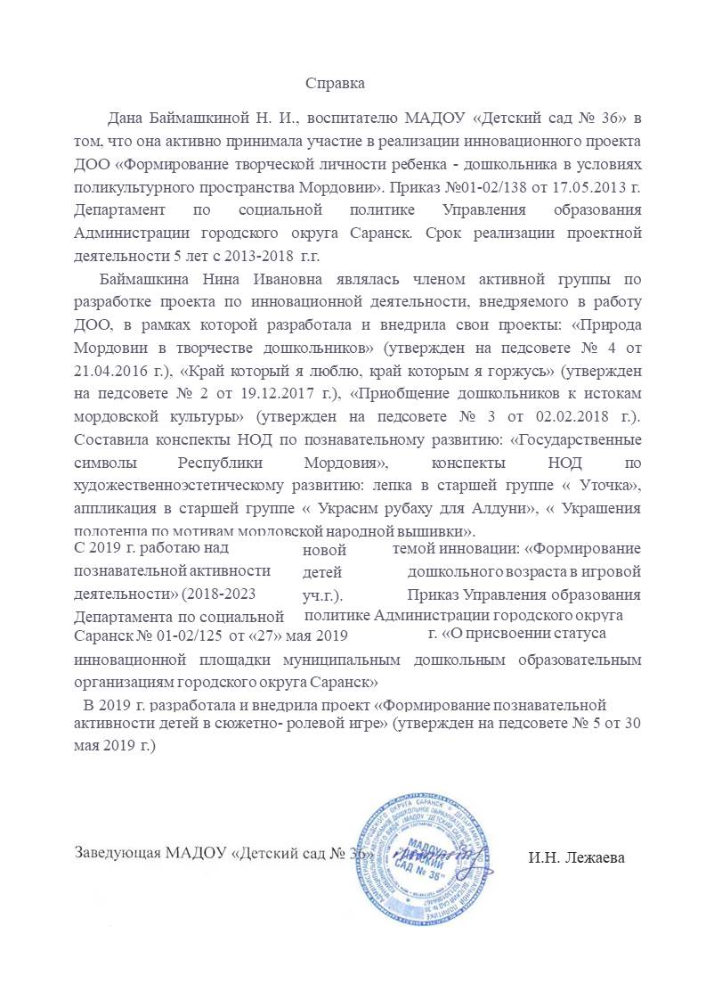 Справка
Дана Баймашкиной Н. И., воспитателю МАДОУ «Детский сад № 36» в
том, что она активно принимала участие в реализации инновационного проекта
ДОО «Формирование творческой личности ребенка - дошкольника в условиях
поликультурного пространства Мордовии». Приказ №01-02/138 от 17.05.2013 г.
Департамент по социальной политике Управления образования
Администрации городского округа Саранск. Срок реализации проектной
деятельности 5 лет с 2013-2018 г.г.
Баймашкина Нина Ивановна являлась членом активной группы по
разработке проекта по инновационной деятельности, внедряемого в работу
ДОО, в рамках которой разработала и внедрила свои проекты: «Природа
Мордовии в творчестве дошкольников» (утвержден на педсовете № 4 от
21.04.2016 г.), «Край который я люблю, край которым я горжусь» (утвержден
на педсовете № 2 от 19.12.2017 г.), «Приобщение дошкольников к истокам
мордовской культуры» (утвержден на педсовете № 3 от 02.02.2018 г.).
Составила конспекты НОД по познавательному развитию: «Государственные
символы Республики Мордовия», конспекты НОД по
художественноэстетическому развитию: лепка в старшей группе « Уточка»,
аппликация в старшей группе « Украсим рубаху для Алдуни», « Украшения
полотенца по мотивам мордовской народной вышивки».
С 2019 г. работаю над новой темой инновации: «Формирование
познавательной активности детей дошкольного возраста в игровой
деятельности» (2018-2023 уч.г.). Приказ Управления образования
Департамента по социальной политике Администрации городского округа
Саранск № 01-02/125 от «27» мая 2019 г. «О присвоении статуса
инновационной площадки муниципальным дошкольным образовательным
организациям городского округа Саранск»
В 2019 г. разработала и внедрила проект «Формирование познавательной
активности детей в сюжетно- ролевой игре» (утвержден на педсовете № 5 от 30
мая 2019 г.)
Заведующая МАДОУ «Детский сад № 36» И.Н. Лежаева
МАДОУ
"ДЕТСКИЙ
САД № 36"